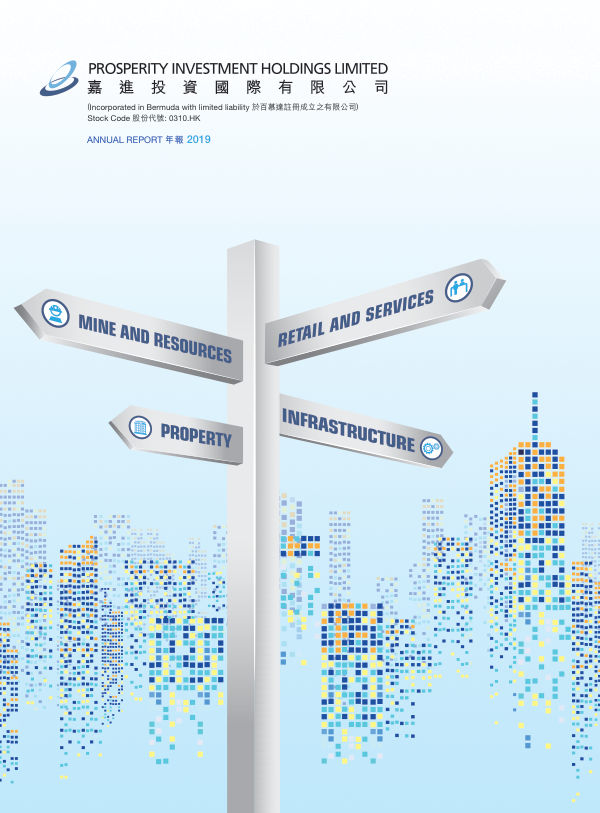 PROSPERITY INVESTMENT HOLDINGS LIMITED
嘉進投資國際有限公司
(Incorporated in Bermuda with limited liability 於百慕達註冊成立之有限公司)
Stock Code 股份代號: 0310.HK
ANNUAL REPORT 年報 2019
RETAIL AND SERVICES
MINE AND RESOURCES
INFRASTRUCTURE
PROPERTY